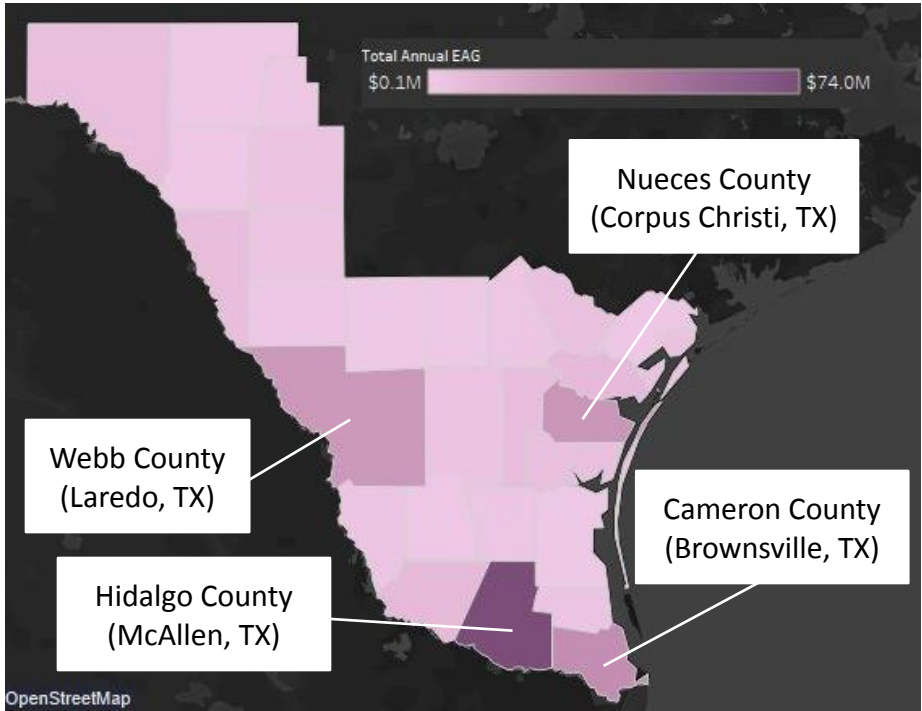 Total Annual EAG
$0.1M
$74.0M
Nueces County
(Corpus Christi, TX)
Webb County
(Laredo, TX)
Cameron County
(Brownsville, TX)
Hidalgo County
(McAllen, TX)
OpenStreetMap